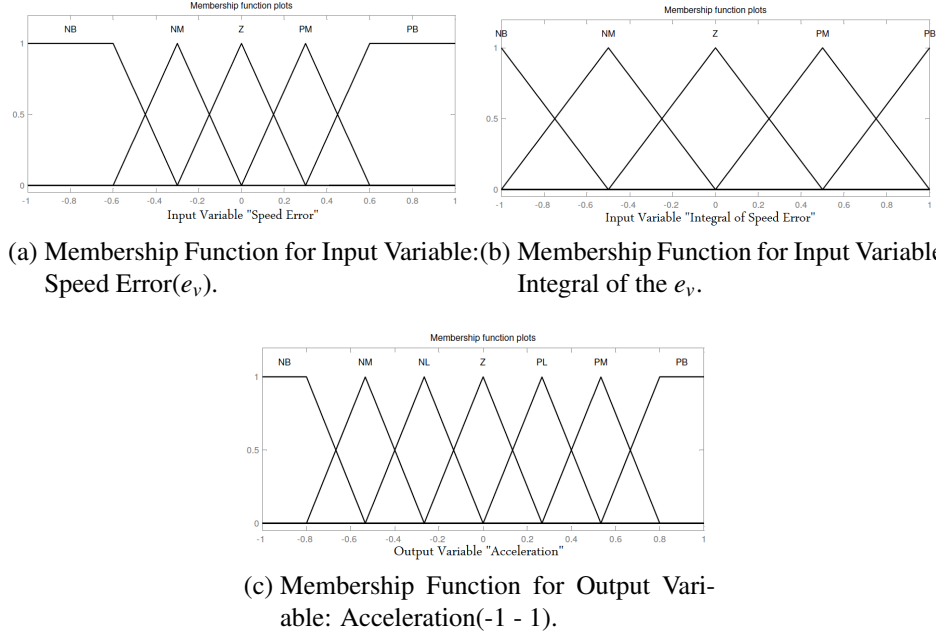 Membership function plots
NB NM Z PM PB
1
0.5
0
-1 -0.8 -0.6 -0.4 -0.2 0 0.2 0.4 0.6 0.8 1
Input Variable "Speed Error"
Membership function plots
NB NM Z PM PB
1
0.5
0
-1 -0.8 -0.6 -0.4 -0.2 0 0.2 0.4 0.6 0.8 1
Input Variable "Integral of Speed Error"
(a) Membership Function for Input Variable:
Speed Error(e_v).
(b) Membership Function for Input Variable
Integral of the e_v.
Membership function plots
NB NM NL Z PL PM PB
1
0.5
0
-1 -0.8 -0.6 -0.4 -0.2 0 0.2 0.4 0.6 0.8 1
Output Variable "Acceleration"
(c) Membership Function for Output Vari-
able: Acceleration(-1 - 1).